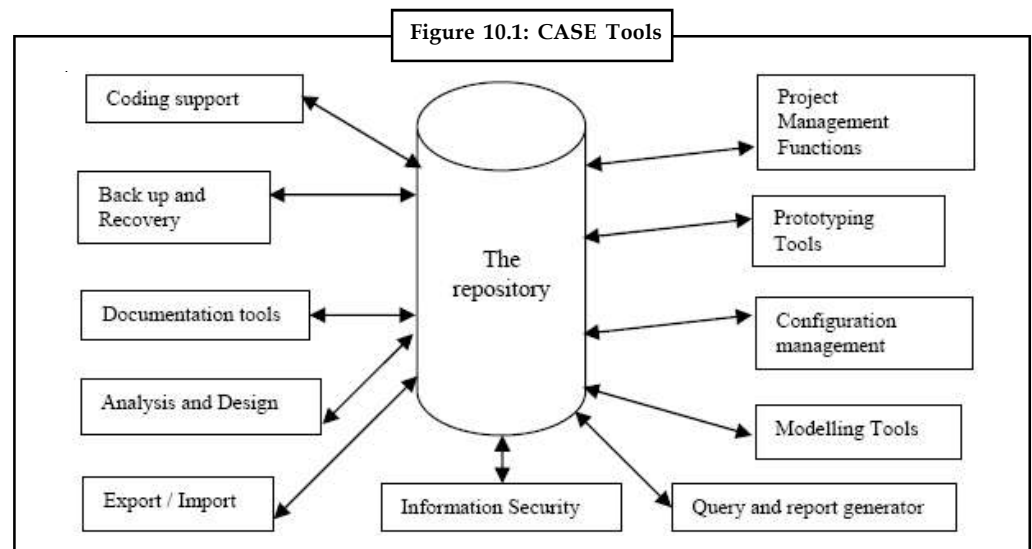 Figure 10.1: CASE Tools
Coding support
Back up and
Recovery
Documentation tools
Analysis and Design
Export / Import
The
repository
Information Security
Project
Management
Functions
Prototyping
Tools
Configuration
management
Modelling Tools
Query and report generator